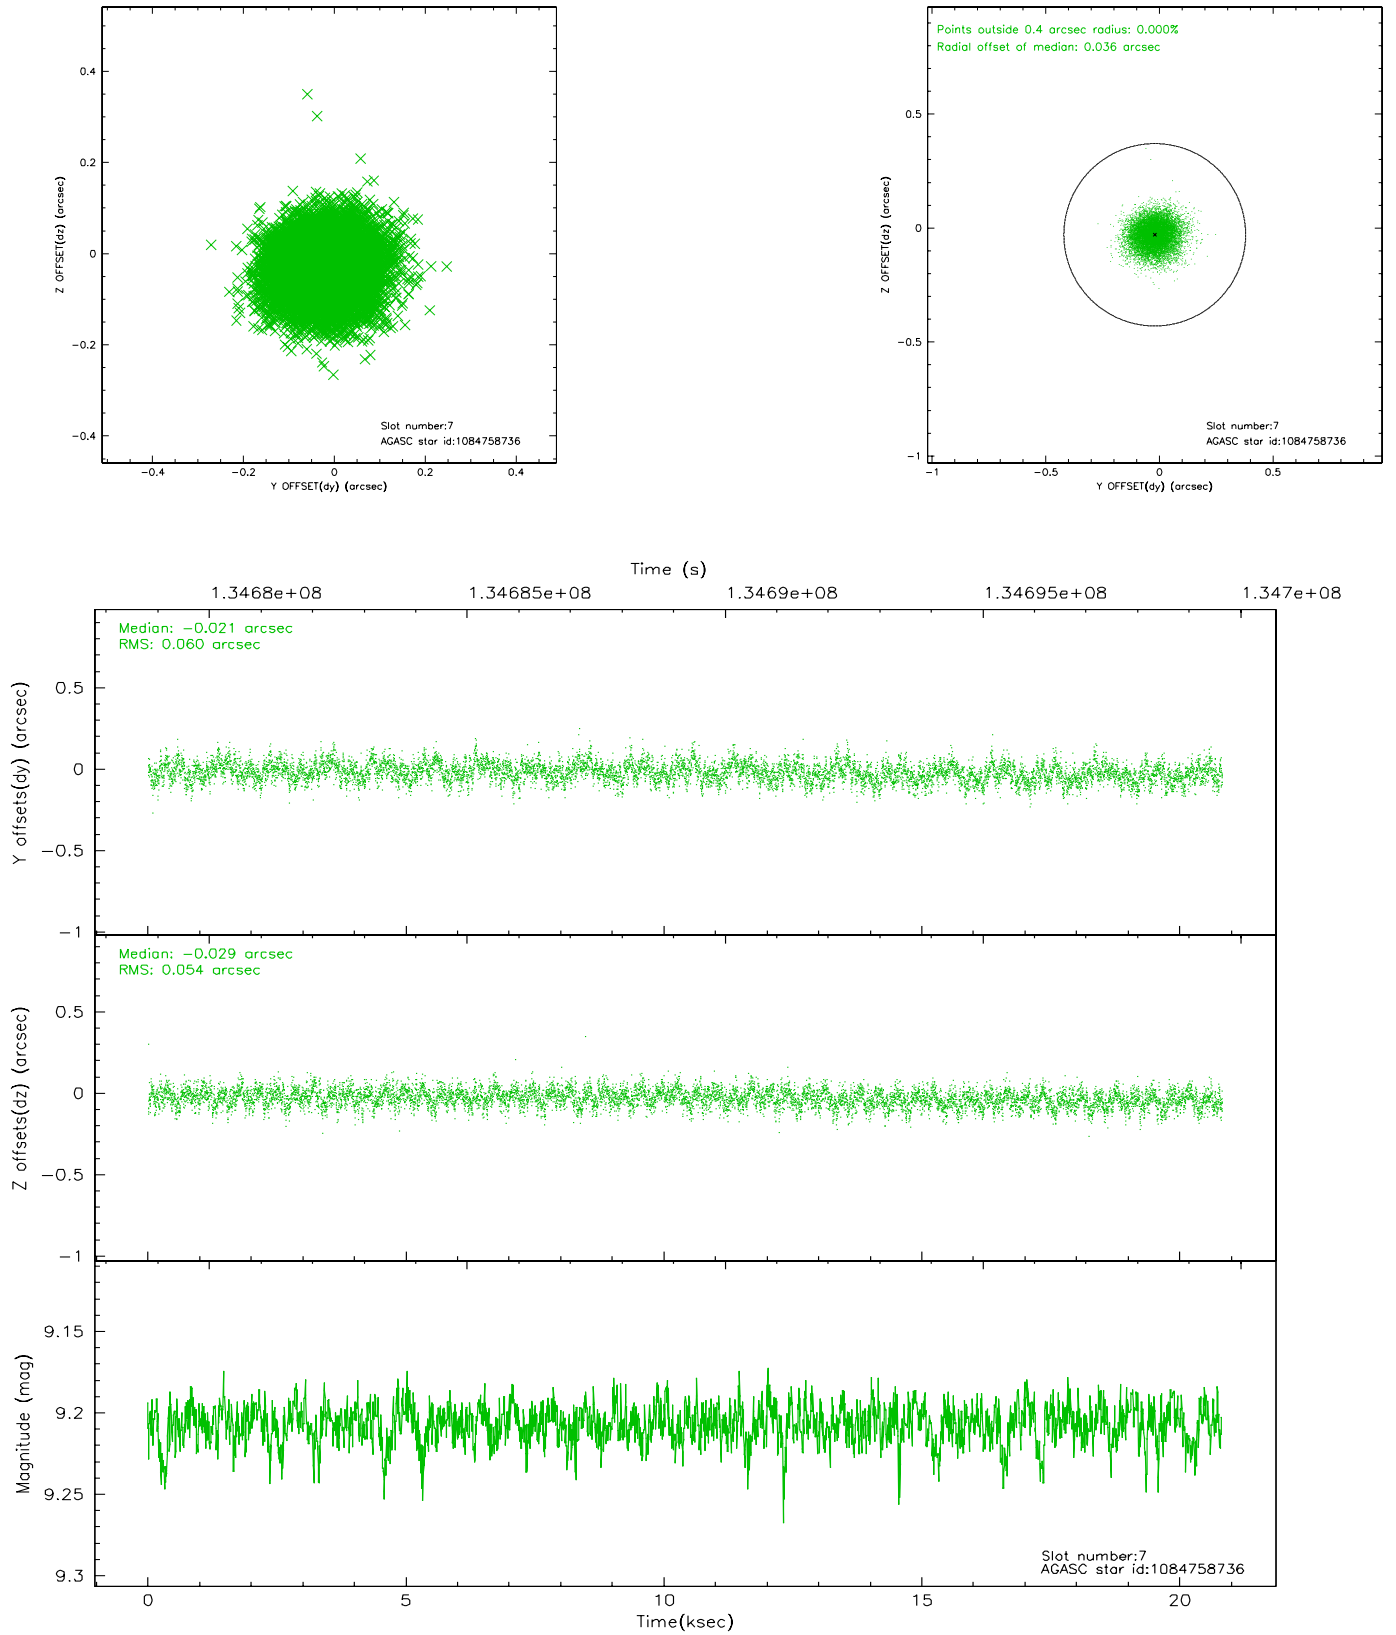 0.4
0.2
0
-0.2
-0.4
Z OFFSET(dz) (arcsec)
Slot number:7
AGASC star id:1084758736
-0.4 -0.2 0 0.2 0.4
Y OFFSET(dy) (arcsec)
Points outside 0.4 arcsec radius: 0.000%
Radial offset of median: 0.036 arcsec
0.5
0
-0.5
-1
Z OFFSET(dz) (arcsec)
Slot number:7
AGASC star id:1084758736
-1 -0.5 0 0.5
Y OFFSET(dy) (arcsec)
Time (s)
1.3468e+08 1.34685e+08 1.3469e+08 1.34695e+08 1.347e+08
Median: -0.021 arcsec
RMS: 0.060 arcsec
0.5
0
-0.5
-1
Y offsets(dy) (arcsec)
Median: -0.029 arcsec
RMS: 0.054 arcsec
0.5
0
-0.5
-1
Z offsets(dz) (arcsec)
9.15
9.2
9.25
9.3
Magnitude (mag)
Slot number:7
AGASC star id:1084758736
0 5 10 15 20
Time(ksec)